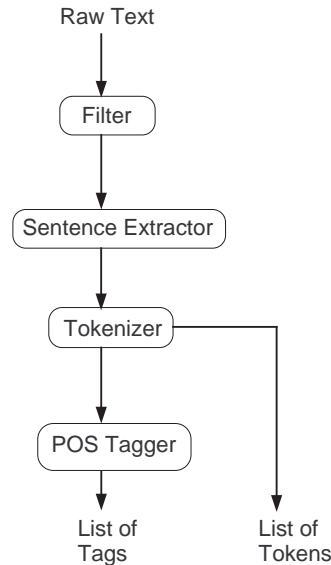 Raw Text
Filter
Sentence Extractor
Tokenizer
POS Tagger
List of
Tags
List of
Tokens